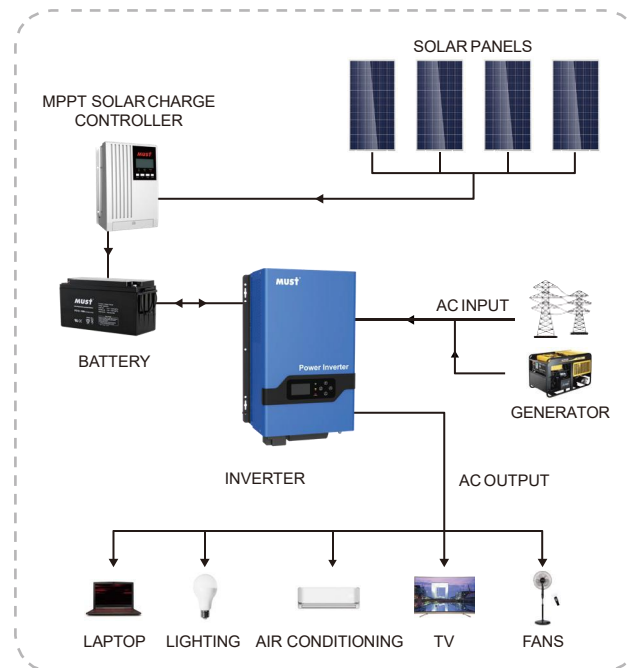 SOLAR PANELS
MPPT SOLAR CHARGE
CONTROLLER
MUST
MUST
BATTERY
MUST
Power Inverter
INVERTER
AC INPUT
GENERATOR
AC OUTPUT
LAPTOP
LIGHTING
AIR CONDITIONING
TV
FANS